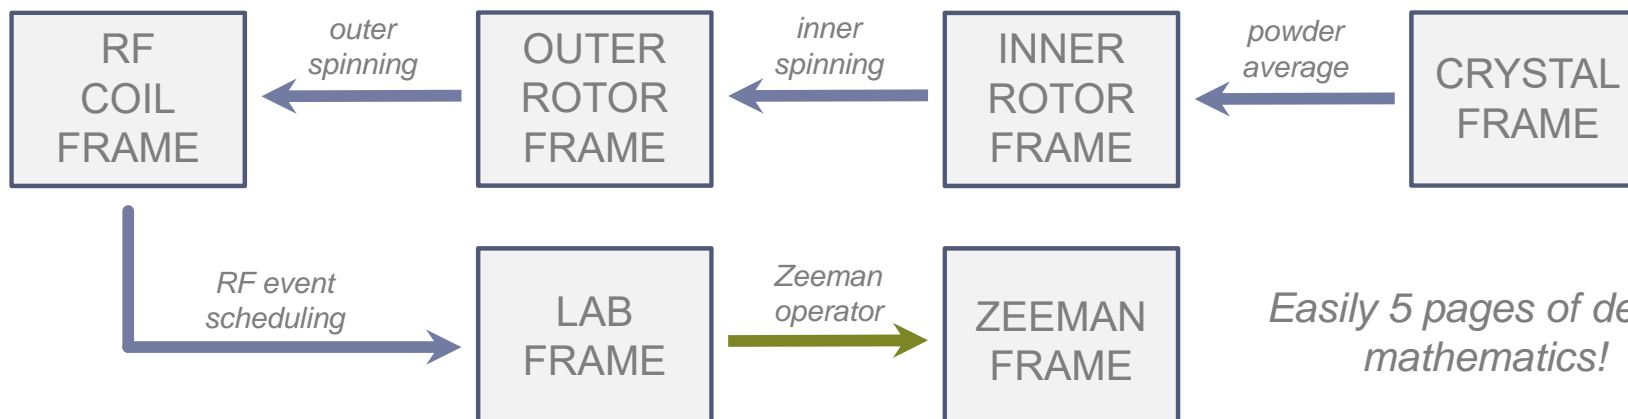 RF
COIL
FRAME
outer
spinning
OUTER
ROTOR
FRAME
inner
spinning
INNER
ROTOR
FRAME
powder
average
CRYSTAL
FRAME
RF event
scheduling
LAB
FRAME
Zeeman
operator
ZEEMAN
FRAME
Easily 5 pages of
mathematics!